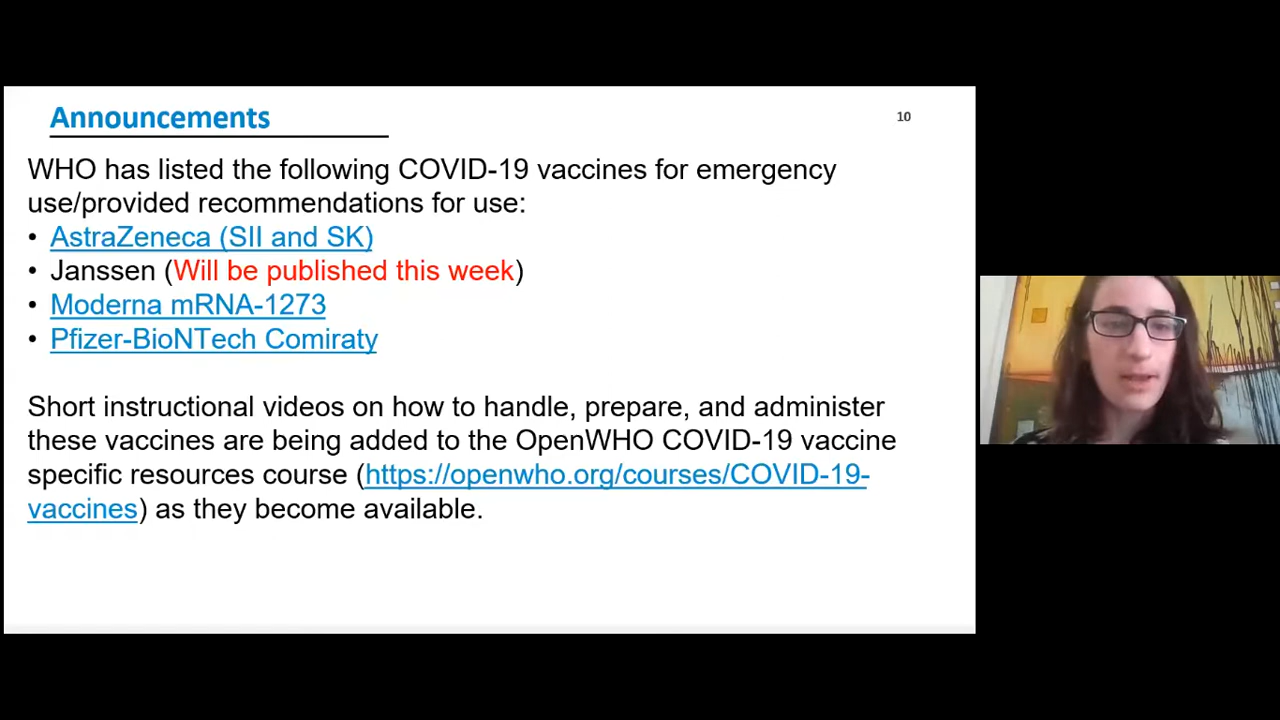 Announcements
10
WHO has listed the following COVID-19 vaccines for emergency
use/provided recommendations for use:
• AstraZeneca (SII and SK)
• Janssen (Will be published this week)
• Moderna mRNA-1273
• Pfizer-BioNTech Comiraty
Short instructional videos on how to handle, prepare, and administer
these vaccines are being added to the OpenWHO COVID-19 vaccine
specific resources course (https://openwho.org/courses/COVID-19-
vaccines) as they become available.